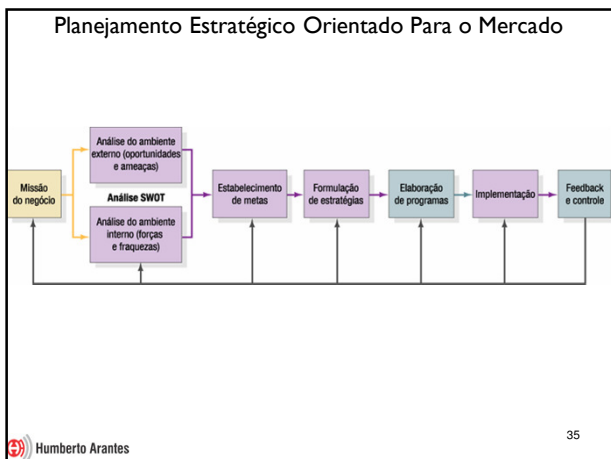 Planejamento Estratégico Orientado Para o Mercado
Missão
do negócio
Análise do ambiente
externo (oportunidades
e ameaças)
Análise SWOT
Análise do ambiente
interno (forças
e fraquezas)
Estabelecimento
de metas
Formulação
de estratégias
Elaboração
de programas
Implementação
Feedback
e controle
35
Humberto Arantes